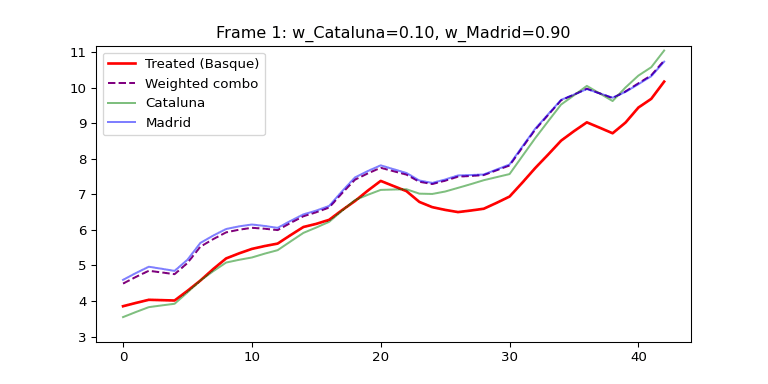 Frame 1: w_Cataluna=0.10, w_Madrid=0.90
Treated (Basque)
Weighted combo
Cataluna
Madrid
11
10
9
8
7
6
5
4
3
0 10 20 30 40